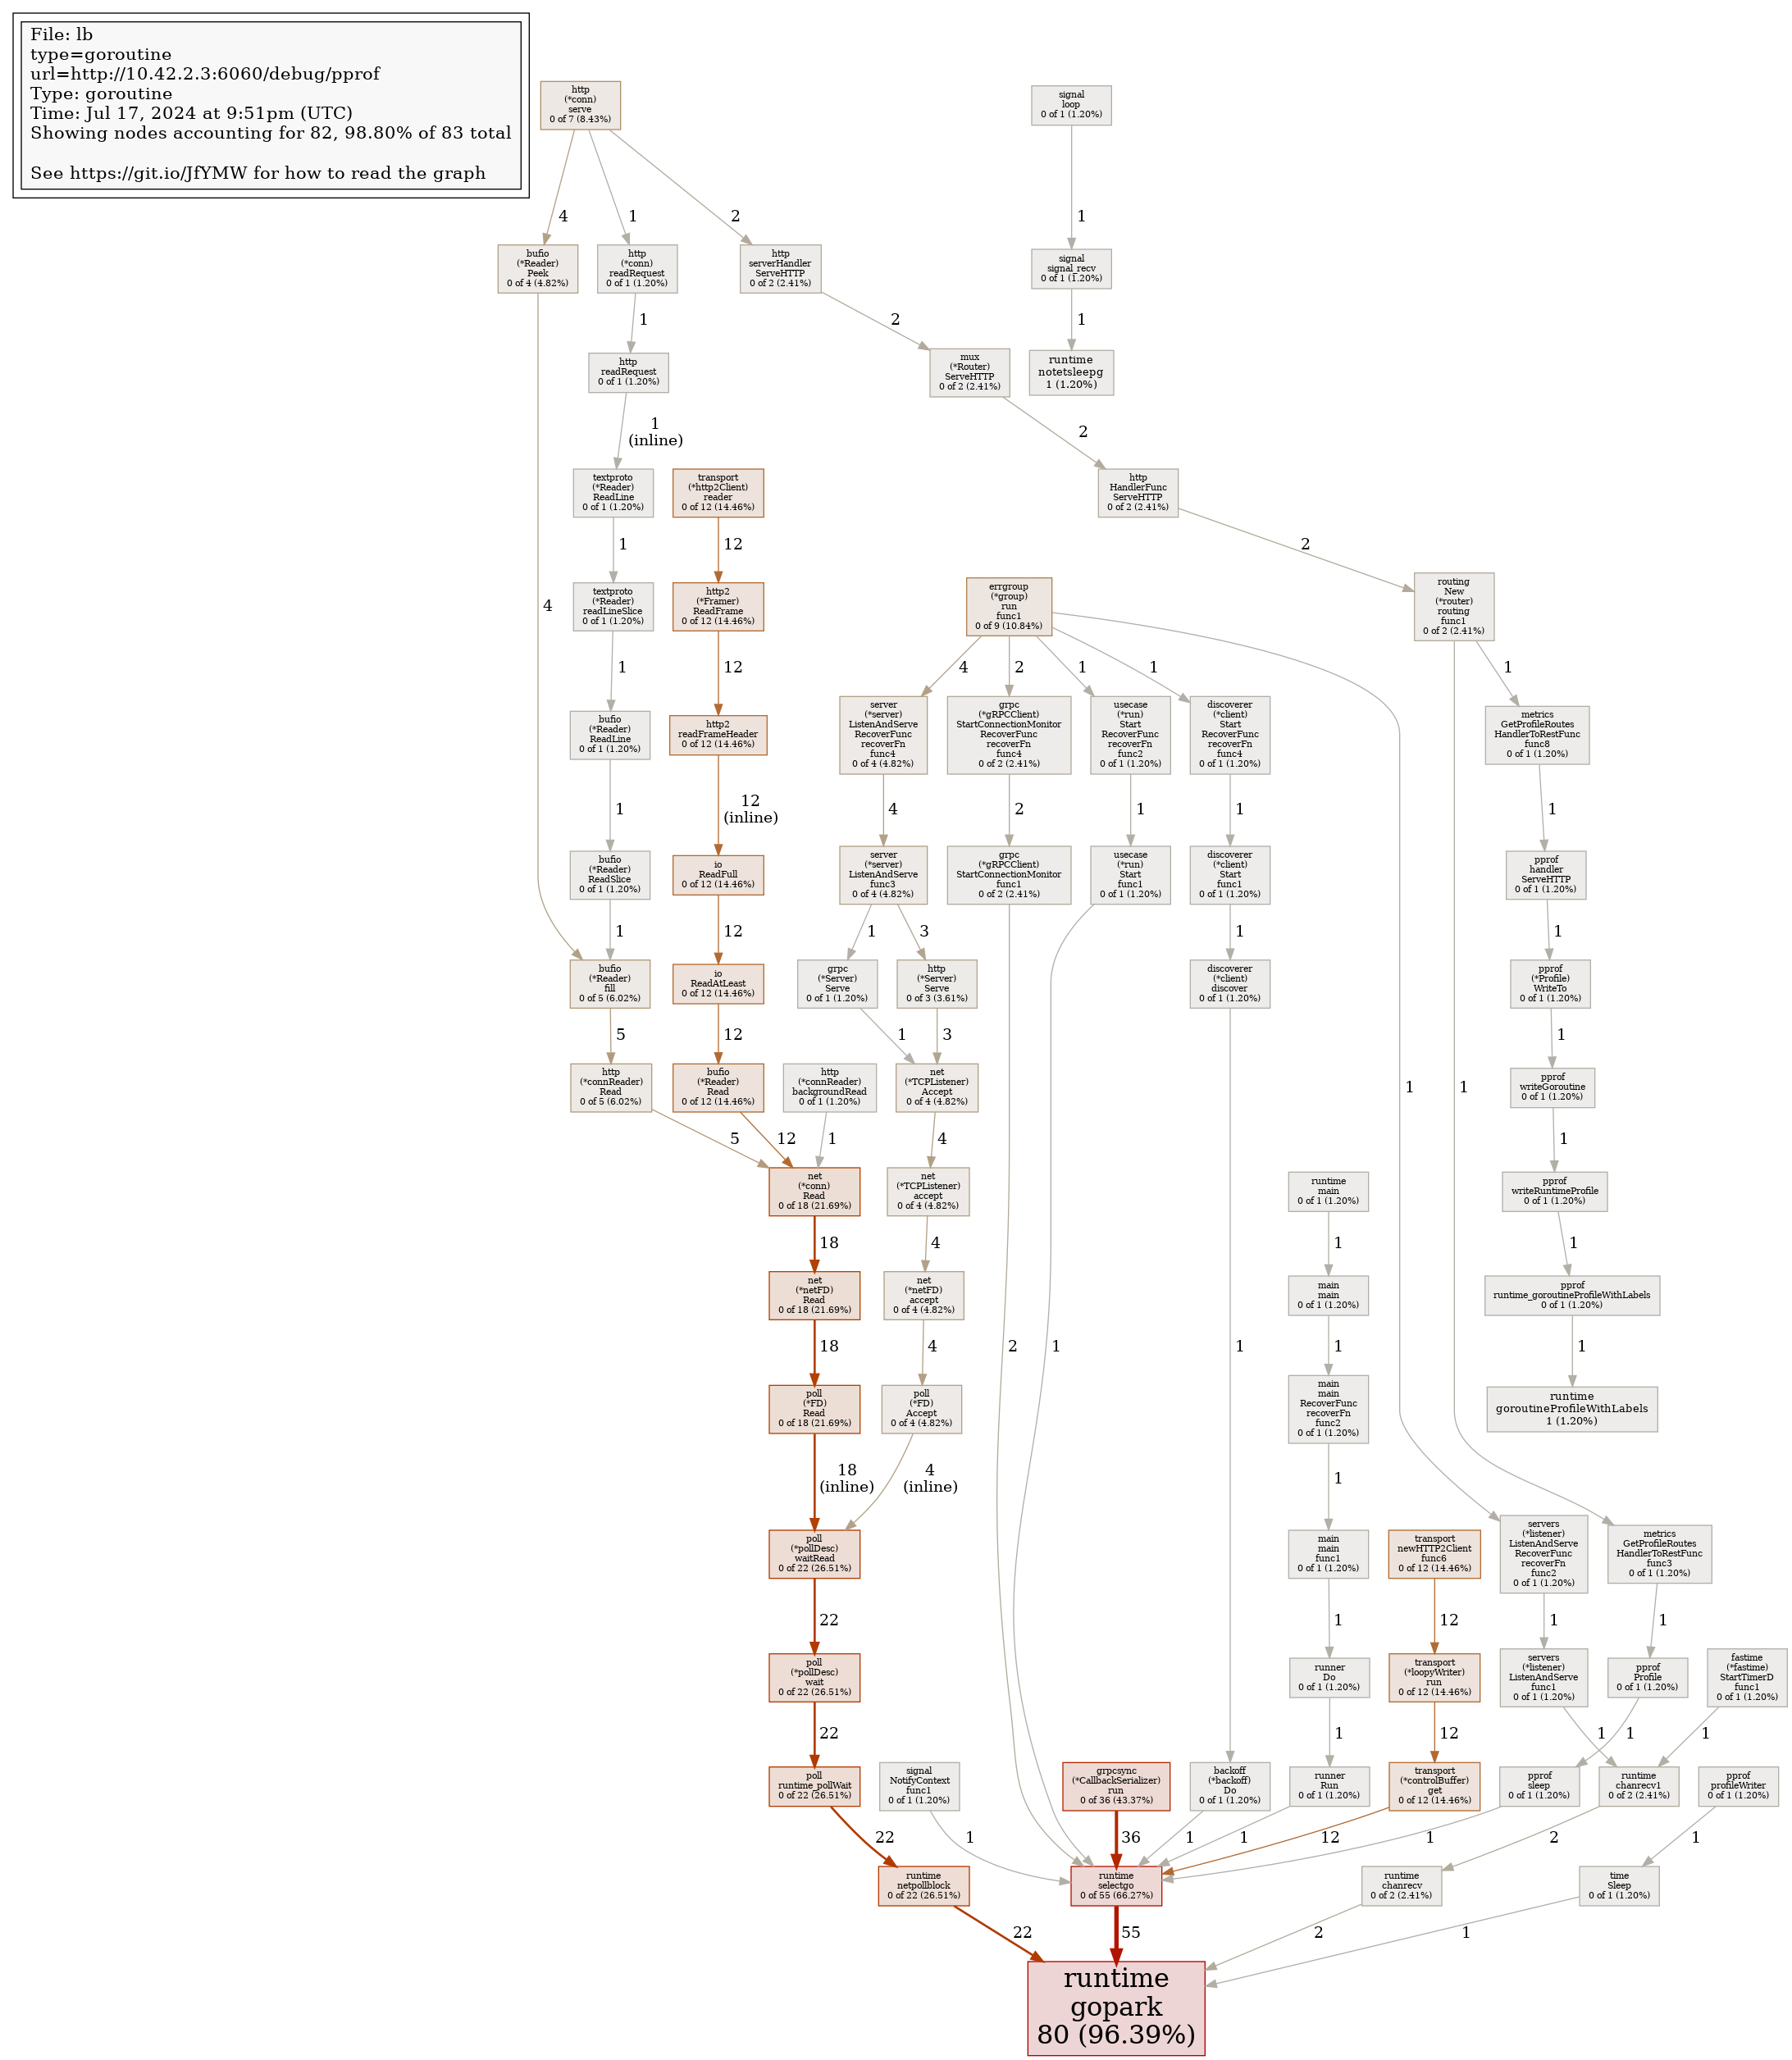 File: lb
type=goroutine
url=http://10.42.2.3:6060/debug/pprof
Type: goroutine
Time: Jul 17, 2024 at 9:51pm (UTC)
Showing nodes accounting for 82, 98.80% of 83 total
See https://git.io/JfYMW for how to read the graph
http
(*conn)
serve
0 of 7 (8.43%)
signal
loop
0 of 1 (1.20%)
4
1
2
1
bufio
(*Reader)
Peek
0 of 4 (4.82%)
http
(*conn)
readRequest
0 of 1 (1.20%)
http
serverHandler
ServeHTTP
0 of 2 (2.41%)
signal
signal_recv
0 of 1 (1.20%)
1
2
1
http
readRequest
0 of 1 (1.20%)
mux
(*Router)
ServeHTTP
0 of 2 (2.41%)
runtime
notetsleepg
1 (1.20%)
1
(inline)
2
textproto
(*Reader)
ReadLine
0 of 1 (1.20%)
transport
(*http2Client)
reader
0 of 12 (14.46%)
http
HandlerFunc
ServeHTTP
0 of 2 (2.41%)
1
12
2
4
textproto
(*Reader)
readLineSlice
0 of 1 (1.20%)
http2
(*Framer)
ReadFrame
0 of 12 (14.46%)
errgroup
(*group)
run
func1
0 of 9 (10.84%)
routing
New
(*router)
routing
func1
0 of 2 (2.41%)
1
12
4
2
1
1
1
bufio
(*Reader)
ReadLine
0 of 1 (1.20%)
http2
readFrameHeader
0 of 12 (14.46%)
server
(*server)
ListenAndServe
RecoverFunc
recoverFn
func4
0 of 4 (4.82%)
grpc
(*gRPCClient)
StartConnectionMonitor
RecoverFunc
recoverFn
func4
0 of 2 (2.41%)
usecase
(*run)
Start
RecoverFunc
recoverFn
func2
0 of 1 (1.20%)
discoverer
(*client)
Start
RecoverFunc
recoverFn
func4
0 of 1 (1.20%)
metrics
GetProfileRoutes
HandlerToRestFunc
func8
0 of 1 (1.20%)
1
12
(inline)
4
2
1
1
1
bufio
(*Reader)
ReadSlice
0 of 1 (1.20%)
io
ReadFull
0 of 12 (14.46%)
server
(*server)
ListenAndServe
func3
0 of 4 (4.82%)
grpc
(*gRPCClient)
StartConnectionMonitor
func1
0 of 2 (2.41%)
usecase
(*run)
Start
func1
0 of 1 (1.20%)
discoverer
(*client)
Start
func1
0 of 1 (1.20%)
pprof
handler
ServeHTTP
0 of 1 (1.20%)
1
12
1
3
1
1
bufio
(*Reader)
fill
0 of 5 (6.02%)
io
ReadAtLeast
0 of 12 (14.46%)
grpc
(*Server)
Serve
0 of 1 (1.20%)
http
(*Server)
Serve
0 of 3 (3.61%)
discoverer
(*client)
discover
0 of 1 (1.20%)
pprof
(*Profile)
WriteTo
0 of 1 (1.20%)
5
12
1
3
1
http
(*connReader)
Read
0 of 5 (6.02%)
bufio
(*Reader)
Read
0 of 12 (14.46%)
http
(*connReader)
backgroundRead
0 of 1 (1.20%)
net
(*TCPListener)
Accept
0 of 4 (4.82%)
1
1
pprof
writeGoroutine
0 of 1 (1.20%)
5
12
1
4
1
net
(*conn)
Read
0 of 18 (21.69%)
net
(*TCPListener)
accept
0 of 4 (4.82%)
runtime
main
0 of 1 (1.20%)
pprof
writeRuntimeProfile
0 of 1 (1.20%)
18
4
1
1
net
(*netFD)
Read
0 of 18 (21.69%)
net
(*netFD)
accept
0 of 4 (4.82%)
main
main
0 of 1 (1.20%)
pprof
runtime_goroutineProfileWithLabels
0 of 1 (1.20%)
18
4
2
1
1
1
1
poll
(*FD)
Read
0 of 18 (21.69%)
poll
(*FD)
Accept
0 of 4 (4.82%)
main
main
RecoverFunc
recoverFn
func2
0 of 1 (1.20%)
runtime
goroutineProfileWithLabels
1 (1.20%)
18
(inline)
4
(inline)
1
poll
(*pollDesc)
waitRead
0 of 22 (26.51%)
main
main
func1
0 of 1 (1.20%)
transport
newHTTP2Client
func6
0 of 12 (14.46%)
servers
(*listener)
ListenAndServe
RecoverFunc
recoverFn
func2
0 of 1 (1.20%)
metrics
GetProfileRoutes
HandlerToRestFunc
func3
0 of 1 (1.20%)
22
1
12
1
1
poll
(*pollDesc)
wait
0 of 22 (26.51%)
runner
Do
0 of 1 (1.20%)
transport
(*loopyWriter)
run
0 of 12 (14.46%)
servers
(*listener)
ListenAndServe
func1
0 of 1 (1.20%)
pprof
Profile
0 of 1 (1.20%)
fastime
(*fastime)
StartTimerD
func1
0 of 1 (1.20%)
22
1
12
1
1
1
poll
runtime_pollWait
0 of 22 (26.51%)
signal
NotifyContext
func1
0 of 1 (1.20%)
grpcsync
(*CallbackSerializer)
run
0 of 36 (43.37%)
backoff
(*backoff)
Do
0 of 1 (1.20%)
runner
Run
0 of 1 (1.20%)
transport
(*controlBuffer)
get
0 of 12 (14.46%)
pprof
sleep
0 of 1 (1.20%)
runtime
chanrecv1
0 of 2 (2.41%)
pprof
profileWriter
0 of 1 (1.20%)
22
1
36
1
1
12
1
2
1
runtime
netpollblock
0 of 22 (26.51%)
runtime
selectgo
0 of 55 (66.27%)
runtime
chanrecv
0 of 2 (2.41%)
time
Sleep
0 of 1 (1.20%)
22
55
2
1
runtime
gopark
80 (96.39%)